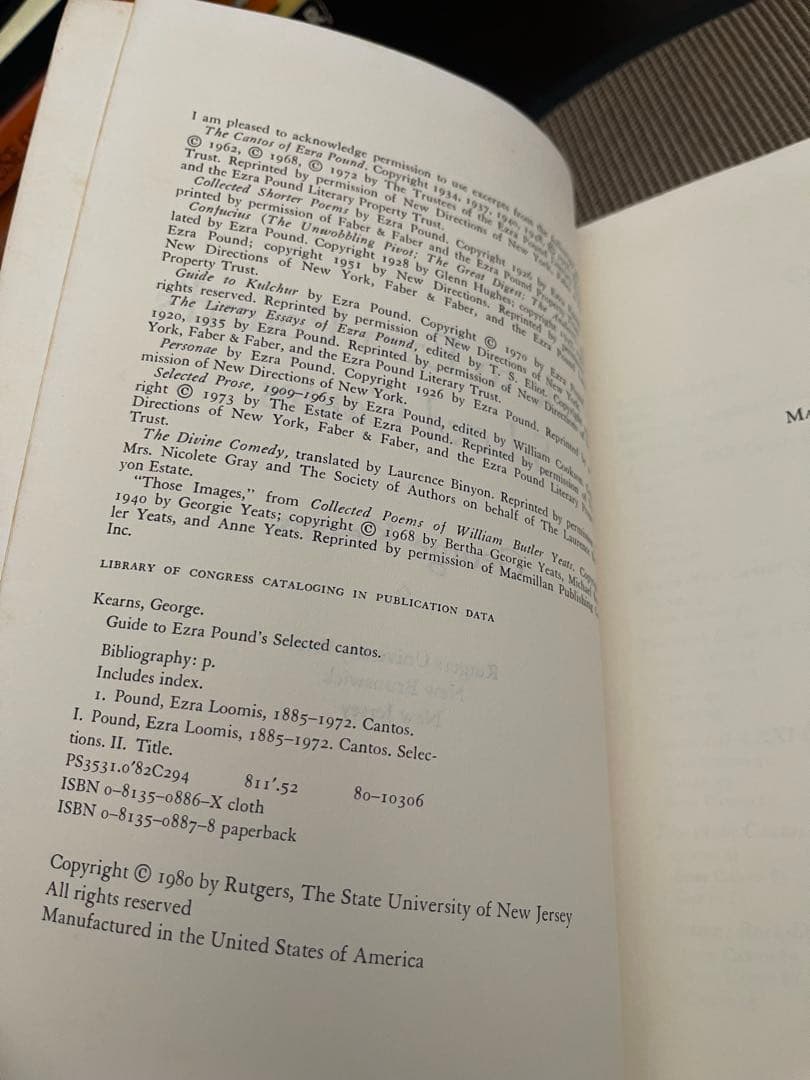 I am pleased to acknowledge permission to use excerpts from the
The Cantos of Ezra Pound. Copyright 1934, 1937, 1940, 1948,
© 1962, © 1968, © 1972 by The Trustees of the Ezra Pound
Trust. Reprinted by permission of New Directions of New York,
and the Ezra Pound Literary Property Trust.
Collected Shorter Poems by Ezra Pound. Copyright 1926 by Ezra
printed by permission of Faber & Faber and the Ezra Pound Property
Confucius (The Unwobbling Pivot; The Great Digest; The
lated by Ezra Pound. Copyright 1928 by Glenn Hughes; copyright
Ezra Pound; copyright 1951 by New Directions. Reprinted by
New Directions of New York, Faber & Faber, and the Ezra
Property Trust.
Guide to Kulchur by Ezra Pound. Copyright © 1970 by Ezra
rights reserved. Reprinted by permission of New Directions of New York.
The Literary Essays of Ezra Pound, edited by T. S. Eliot. Copyright
1920, 1935 by Ezra Pound. Reprinted by permission of New Directions
York, Faber & Faber, and the Ezra Pound Literary Trust.
Personae by Ezra Pound. Copyright 1926 by Ezra Pound. Reprinted
mission of New Directions of New York.
Selected Prose, 1909–1965 by Ezra Pound, edited by William Cookson.
right © 1973 by The Estate of Ezra Pound. Reprinted by permission of
Directions of New York, Faber & Faber, and the Ezra Pound Literary
Trust.
The Divine Comedy, translated by Laurence Binyon. Reprinted by
Mrs. Nicolete Gray and The Society of Authors on behalf of The Laurence
yon Estate.
"Those Images," from Collected Poems of William Butler Yeats.
1940 by Georgie Yeats; copyright © 1968 by Bertha Georgie Yeats, Michael
ler Yeats, and Anne Yeats. Reprinted by permission of Macmillan Publishing
Inc.
LIBRARY OF CONGRESS CATALOGING IN PUBLICATION DATA
Kearns, George.
Guide to Ezra Pound's Selected cantos.
Bibliography: p.
Includes index.
1. Pound, Ezra Loomis, 1885–1972. Cantos.
I. Pound, Ezra Loomis, 1885–1972. Cantos. Selec-
tions. II. Title.
PS3531.0'82C294 811'.52 80–10306
ISBN 0–8135–0886–X cloth
ISBN 0–8135–0887–8 paperback
Copyright © 1980 by Rutgers, The State University of New Jersey
All rights reserved
Manufactured in the United States of America